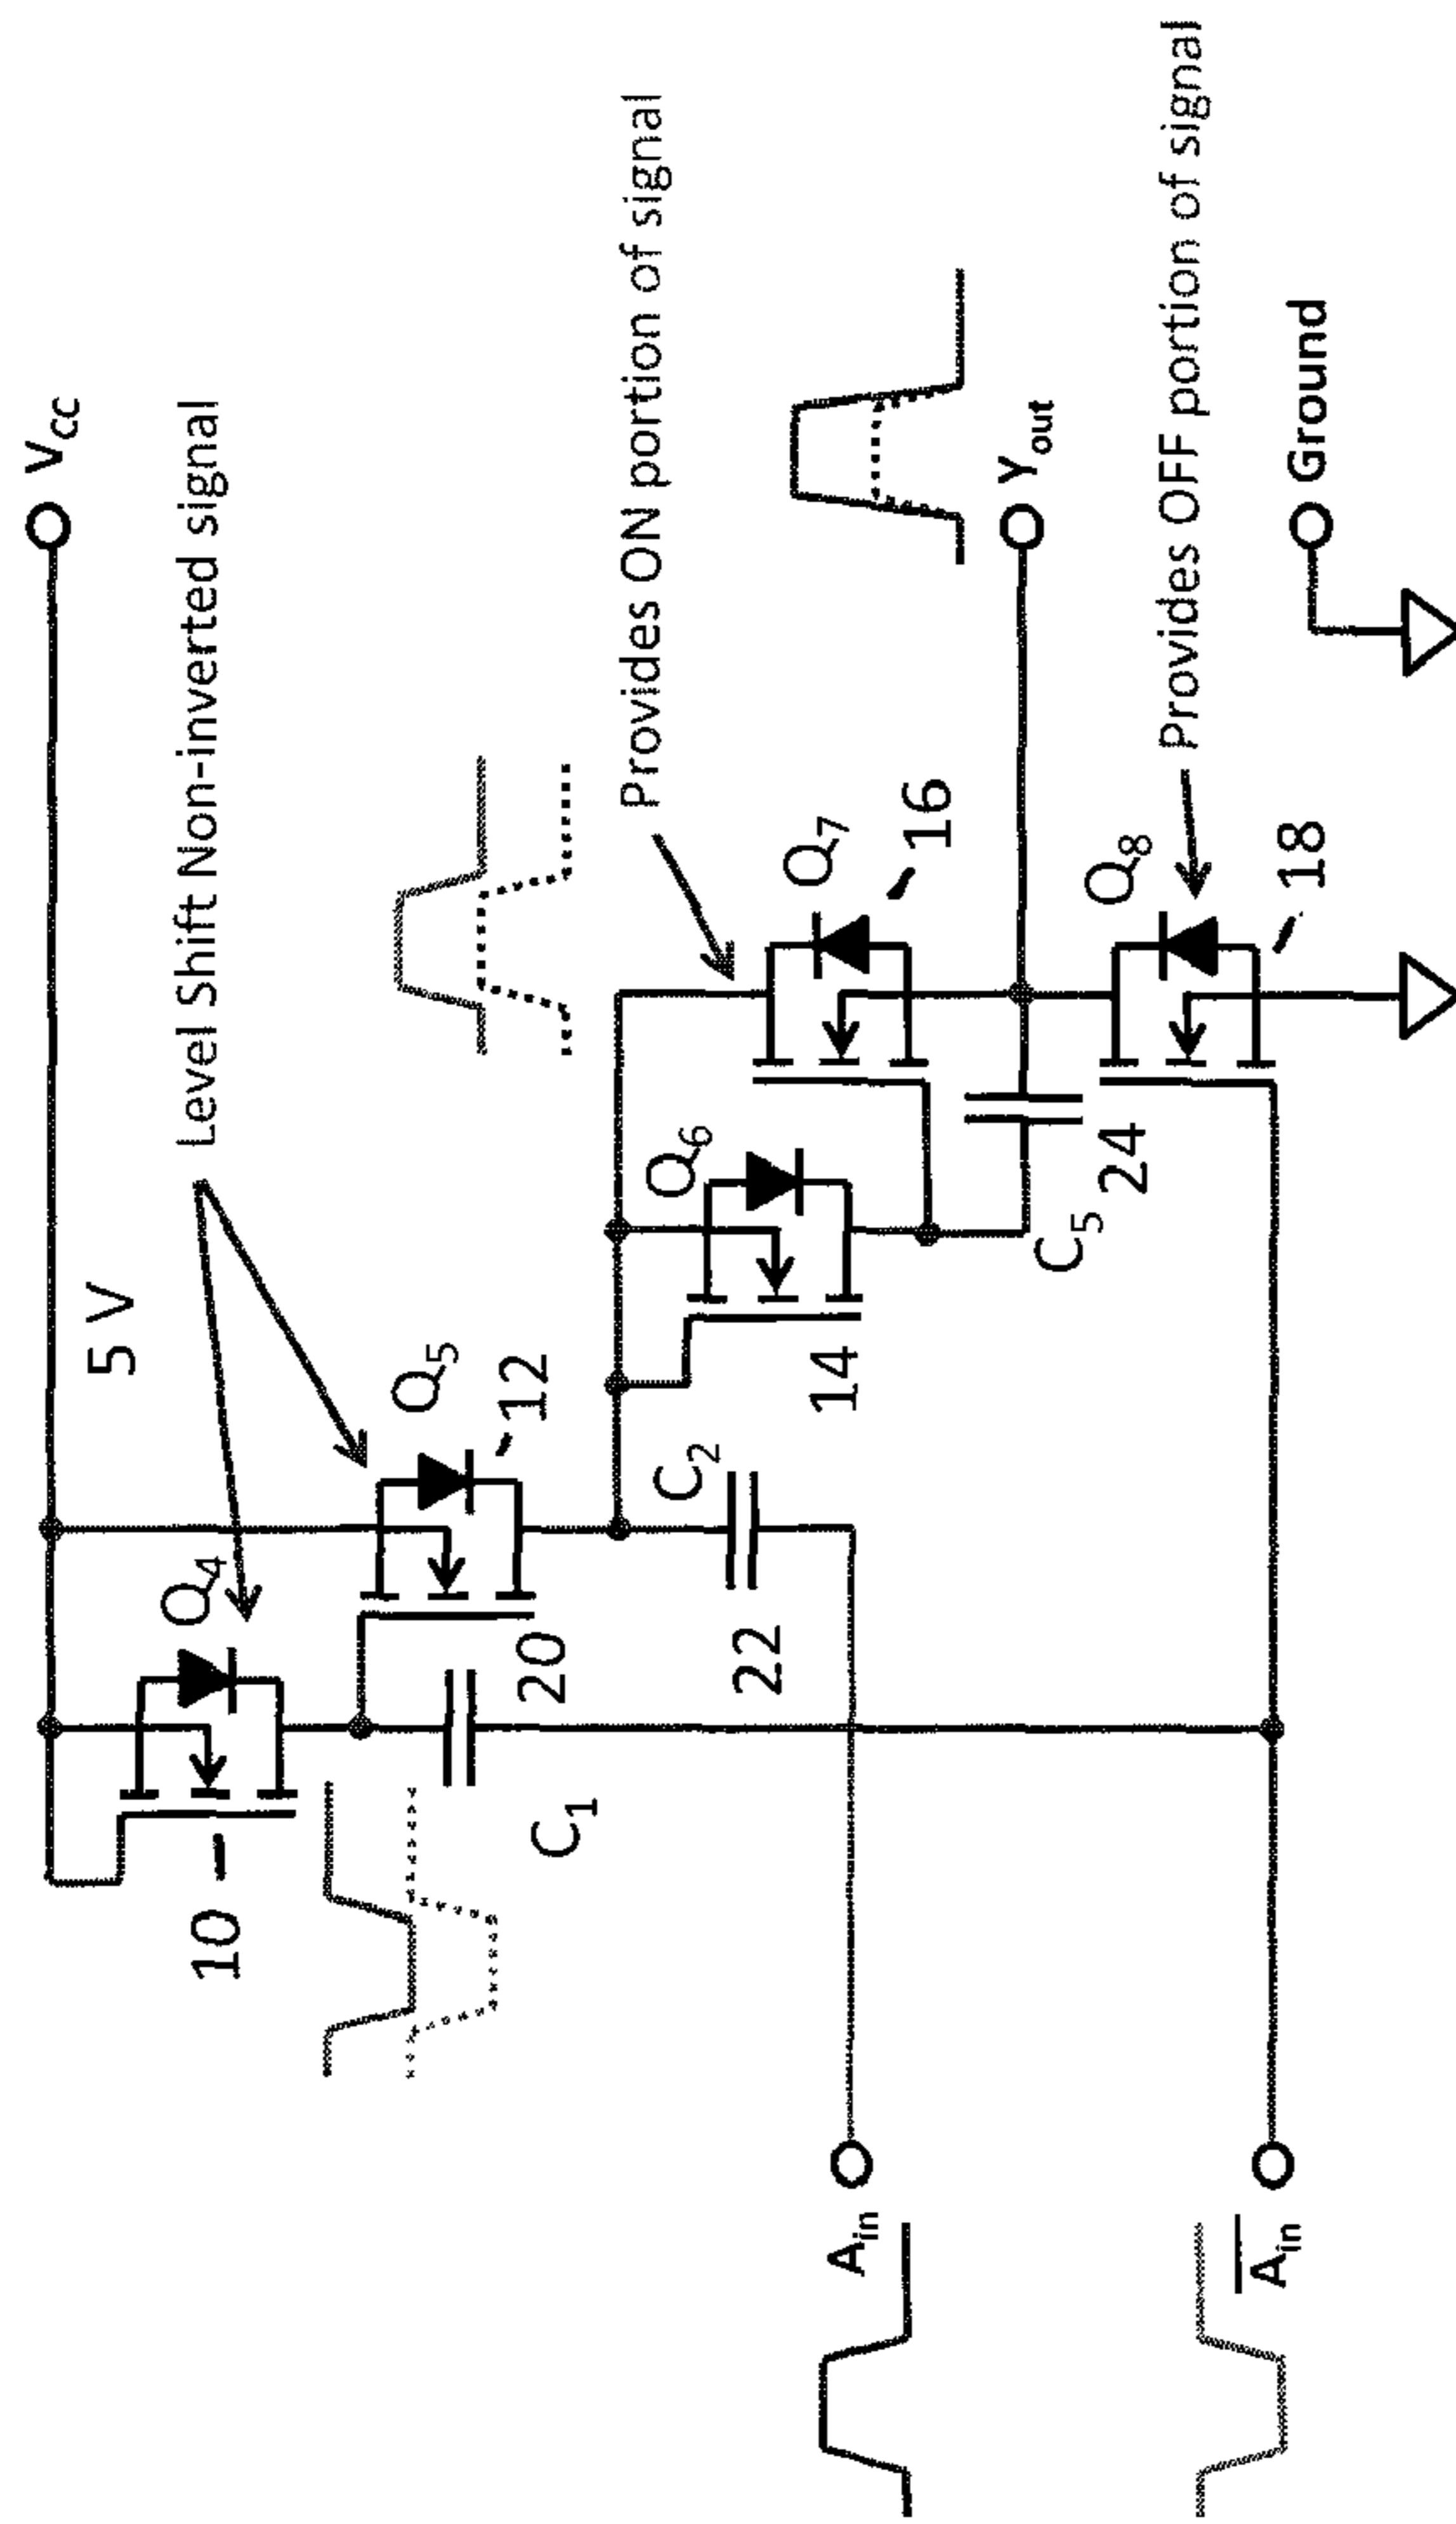 V_CC
5 V
Level Shift Non-inverted signal
Q_4
10
Q_5
12
C_1
20
C_2
22
Provides ON portion of signal
Q_6
14
Q_7
16
C_5
24
Y_out
A_in
Q_8
18
Provides OFF portion of signal
A̅_in
Ground